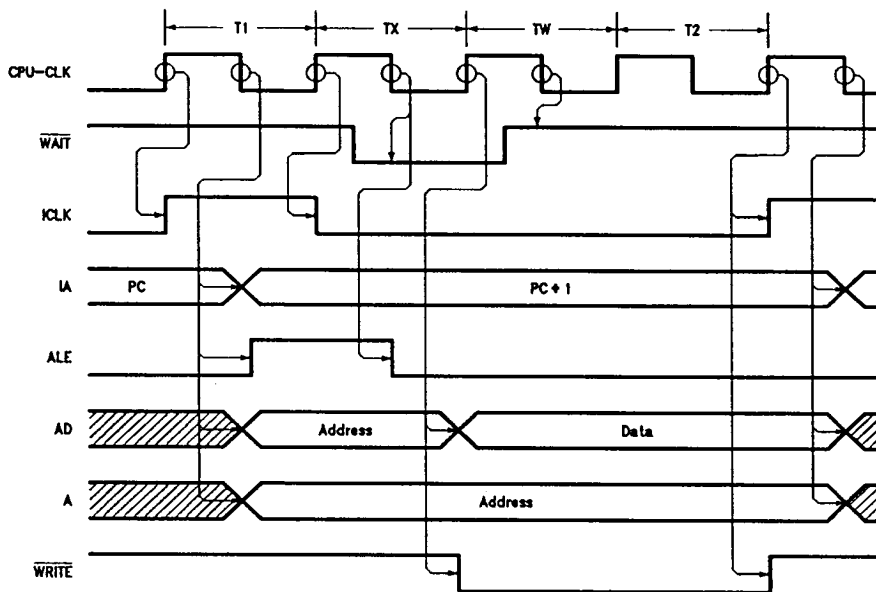 T1 TX TW T2
CPU-CLK
WAIT
ICLK
IA PC PC + 1
ALE
AD Address Data
A Address
WRITE